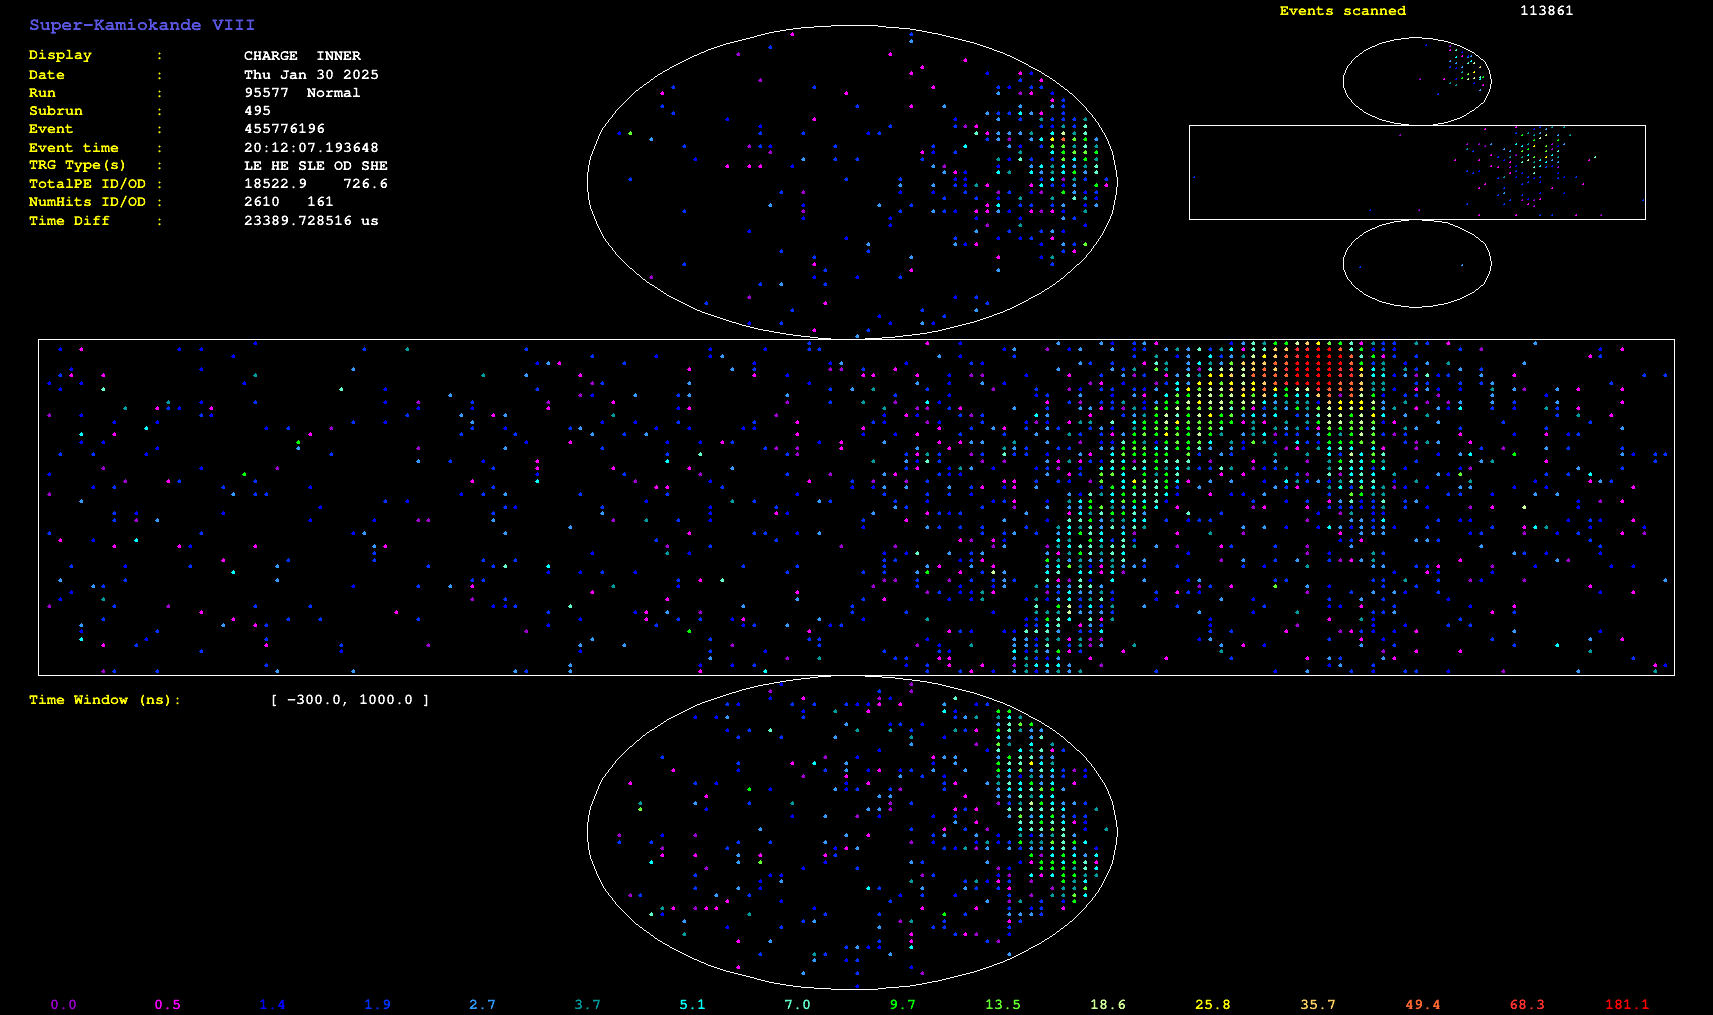 Super-Kamiokande VIII
Events scanned 113861
Display : CHARGE INNER
Date : Thu Jan 30 2025
Run : 95577 Normal
Subrun : 495
Event : 455776196
Event time : 20:12:07.193648
TRG Type(s) : LE HE SLE OD SHE
TotalPE ID/OD : 18522.9 726.6
NumHits ID/OD : 2610 161
Time Diff : 23389.728516 us
Time Window (ns): [ -300.0, 1000.0 ]
0.0 0.5 1.4 1.9 2.7 3.7 5.1 7.0 9.7 13.5 18.6 25.8 35.7 49.4 68.3 181.1